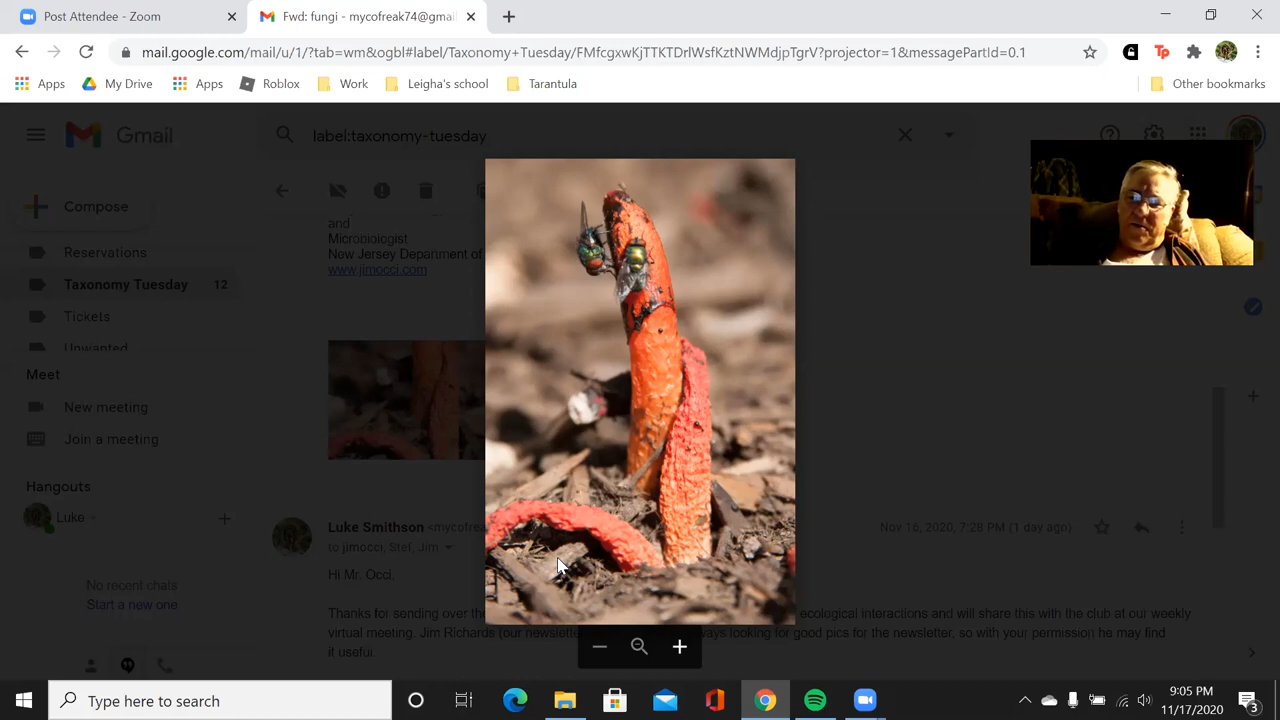 Post Attendee - Zoom
Fwd: fungi - mycofreak74@gmai
mail.google.com/mail/u/1/?tab=wm&ogbl#label/Taxonomy+Tuesday/FMfcgxwKjTTKTDrlWsfKztNWMdjpTgrV?projector=1&messagePartId=0.1
Apps My Drive Apps Roblox Work Leigha's school Tarantula Other bookmarks
Gmail
label:taxonomy-tuesday
Compose
and
Microbiologist
New Jersey Department of
www.jimocci.com
Reservations
Taxonomy Tuesday 12
Tickets
Unwanted
Meet
New meeting
Join a meeting
Hangouts
Luke
No recent chats
Start a new one
Luke Smithson <mycofre Nov 16, 2020, 7:28 PM (1 day ago)
to jimocci, Stef, Jim
Hi Mr. Occi,
Thanks for sending over the ecological interactions and will share this with the club at our weekly
virtual meeting. Jim Richards (our newslett ways looking for good pics for the newsletter, so with your permission he may find
it useful.
Type here to search
9:05 PM
11/17/2020
3